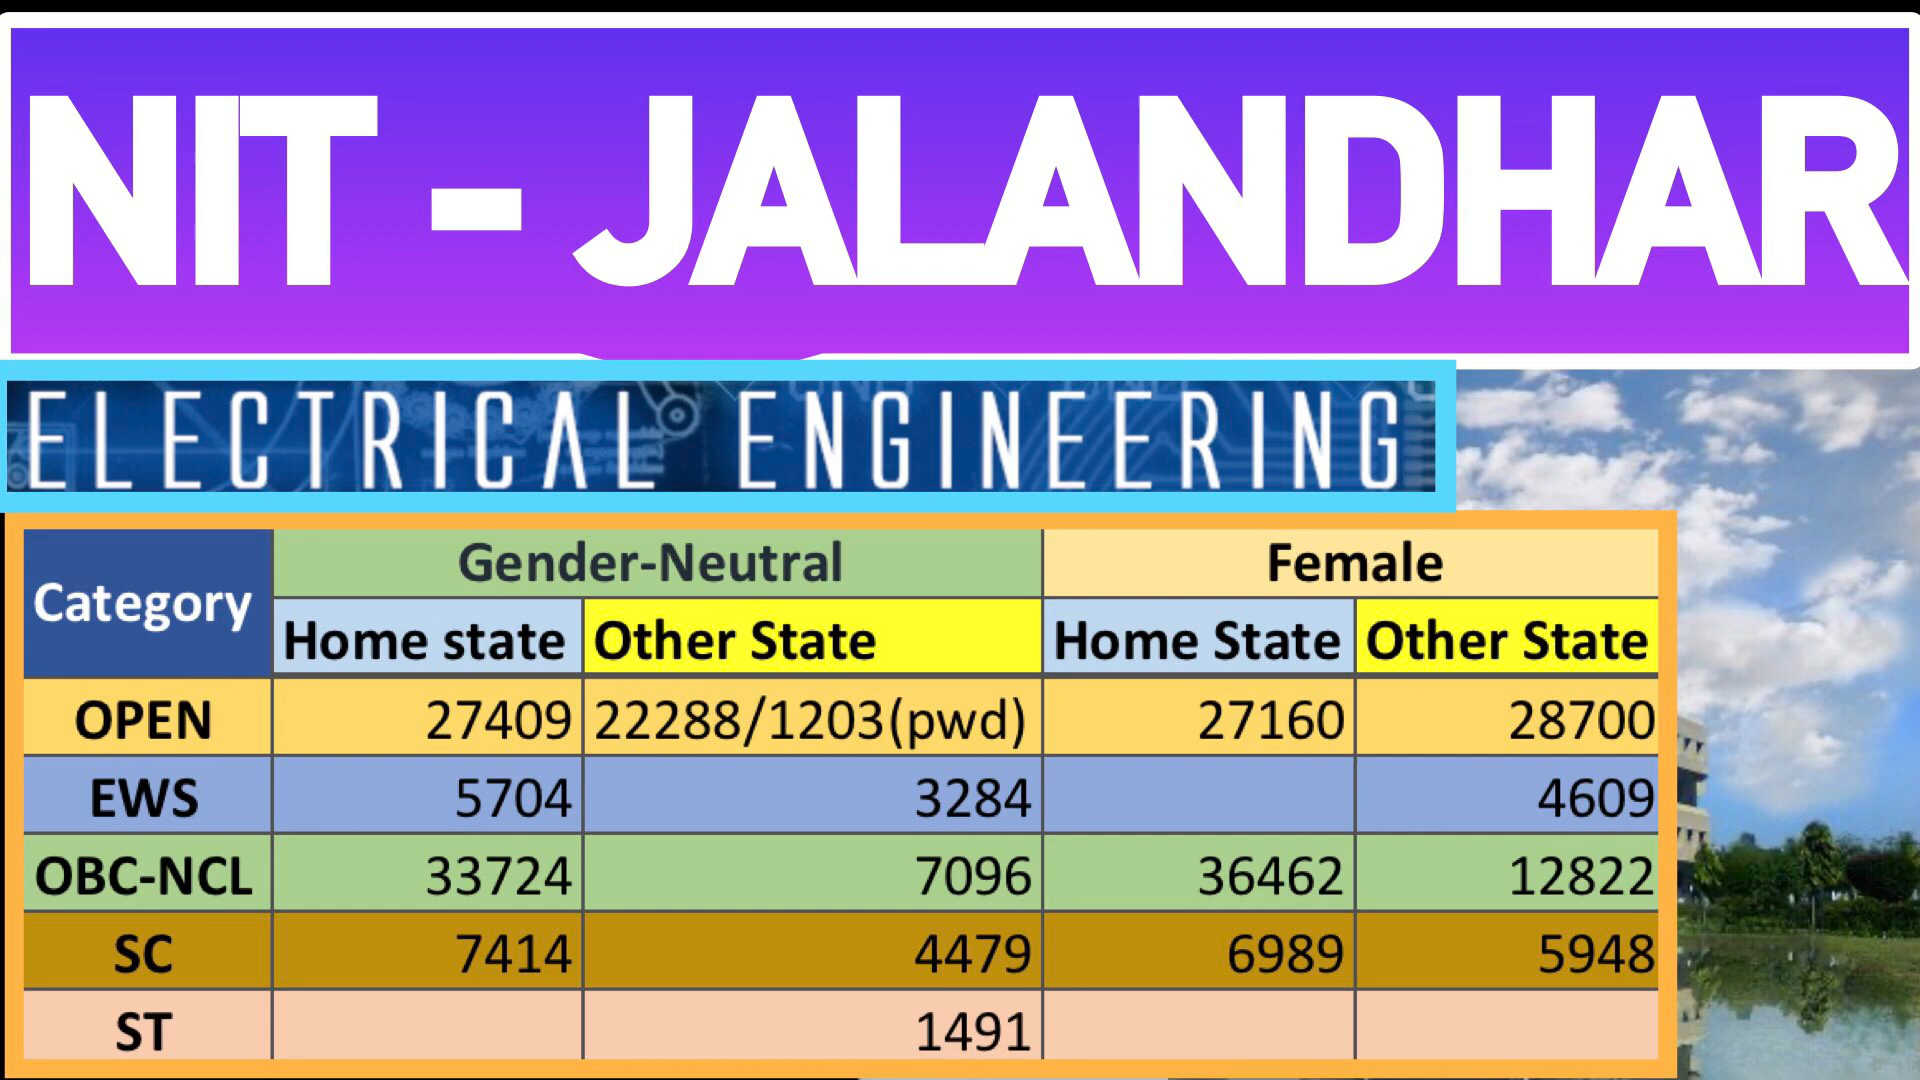 NIT - JALANDHAR
ELECTRICAL ENGINEERING
Category Gender-Neutral Female
Home state Other State Home State Other State
OPEN 27409 22288/1203(pwd) 27160 28700
EWS 5704 3284 4609
OBC-NCL 33724 7096 36462 12822
SC 7414 4479 6989 5948
ST 1491